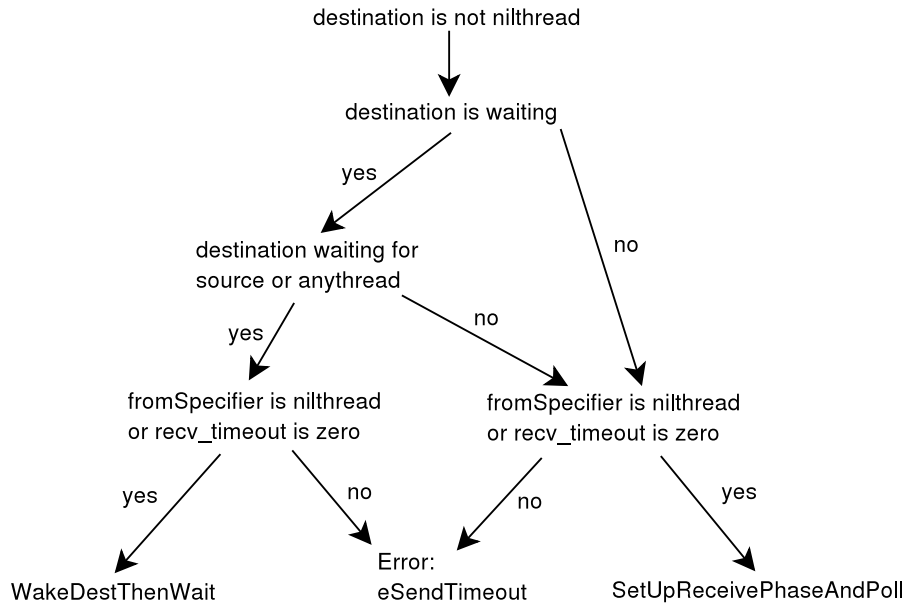 destination is not nilthread
destination is waiting
yes
no
destination waiting for
source or anythread
yes
no
fromSpecifier is nilthread
or recv_timeout is zero
fromSpecifier is nilthread
or recv_timeout is zero
yes
no
no
yes
WakeDestThenWait
Error:
eSendTimeout
SetUpReceivePhaseAndPoll